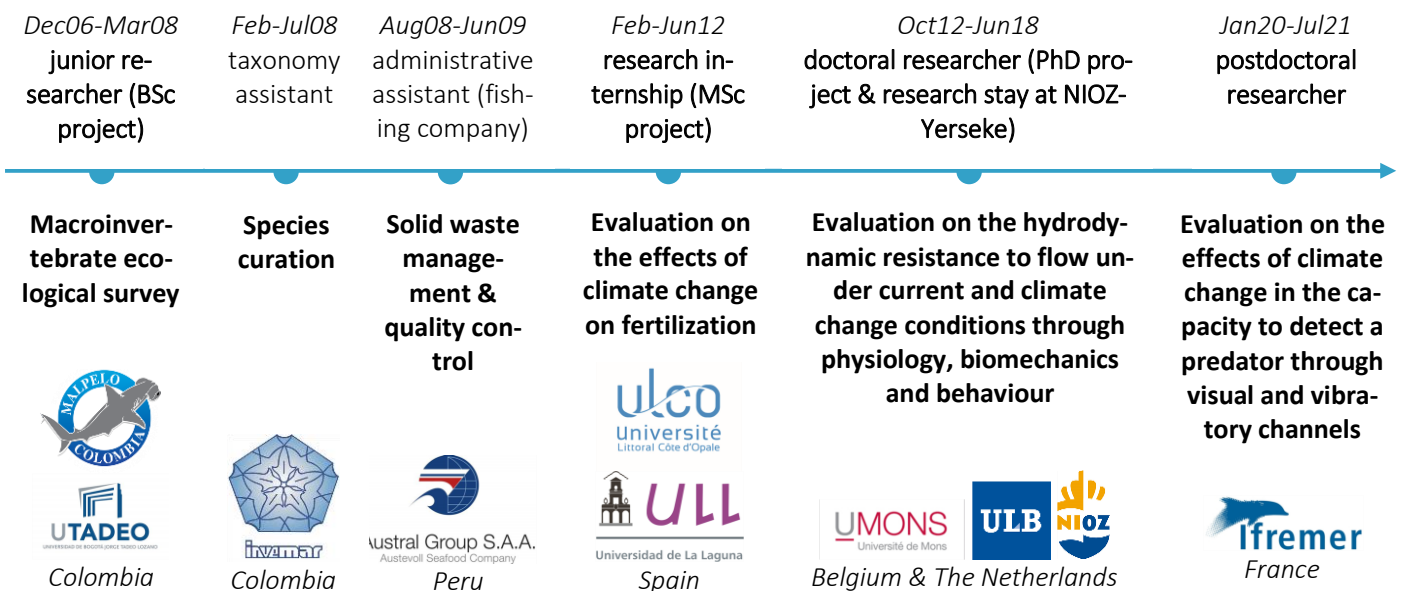 Dec06-Mar08
junior re-
searcher (BSc
project)
Feb-Jul08
taxonomy
assistant
Aug08-Jun09
administrative
assistant (fish-
ing company)
Feb-Jun12
research in-
ternship (MSc
project)
Oct12-Jun18
doctoral researcher (PhD pro-
ject & research stay at NIOZ-
Yerseke)
Jan20-Jul21
postdoctoral
researcher
Macroinver-
tebrate eco-
logical survey
Species
curation
Solid waste
manage-
ment &
quality con-
trol
Evaluation on
the effects of
climate change
on fertilization
Evaluation on the hydrody-
namic resistance to flow un-
der current and climate
change conditions through
physiology, biomechanics
and behaviour
Evaluation on the
effects of climate
change in the ca-
pacity to detect a
predator through
visual and vibra-
tory channels
MALPELO
COLOMBIA
UTADEO
UNIVERSIDAD DE BOGOTÁ JORGE TADEO LOZANO
Colombia
invemar
Colombia
Austral Group S.A.A.
Austevoll Seafood Company
Peru
ulco
Université
Littoral Côte d'Opale
ULL
Universidad de La Laguna
Spain
UMONS
Université de Mons
ULB
NIOZ
Belgium & The Netherlands
Ifremer
France